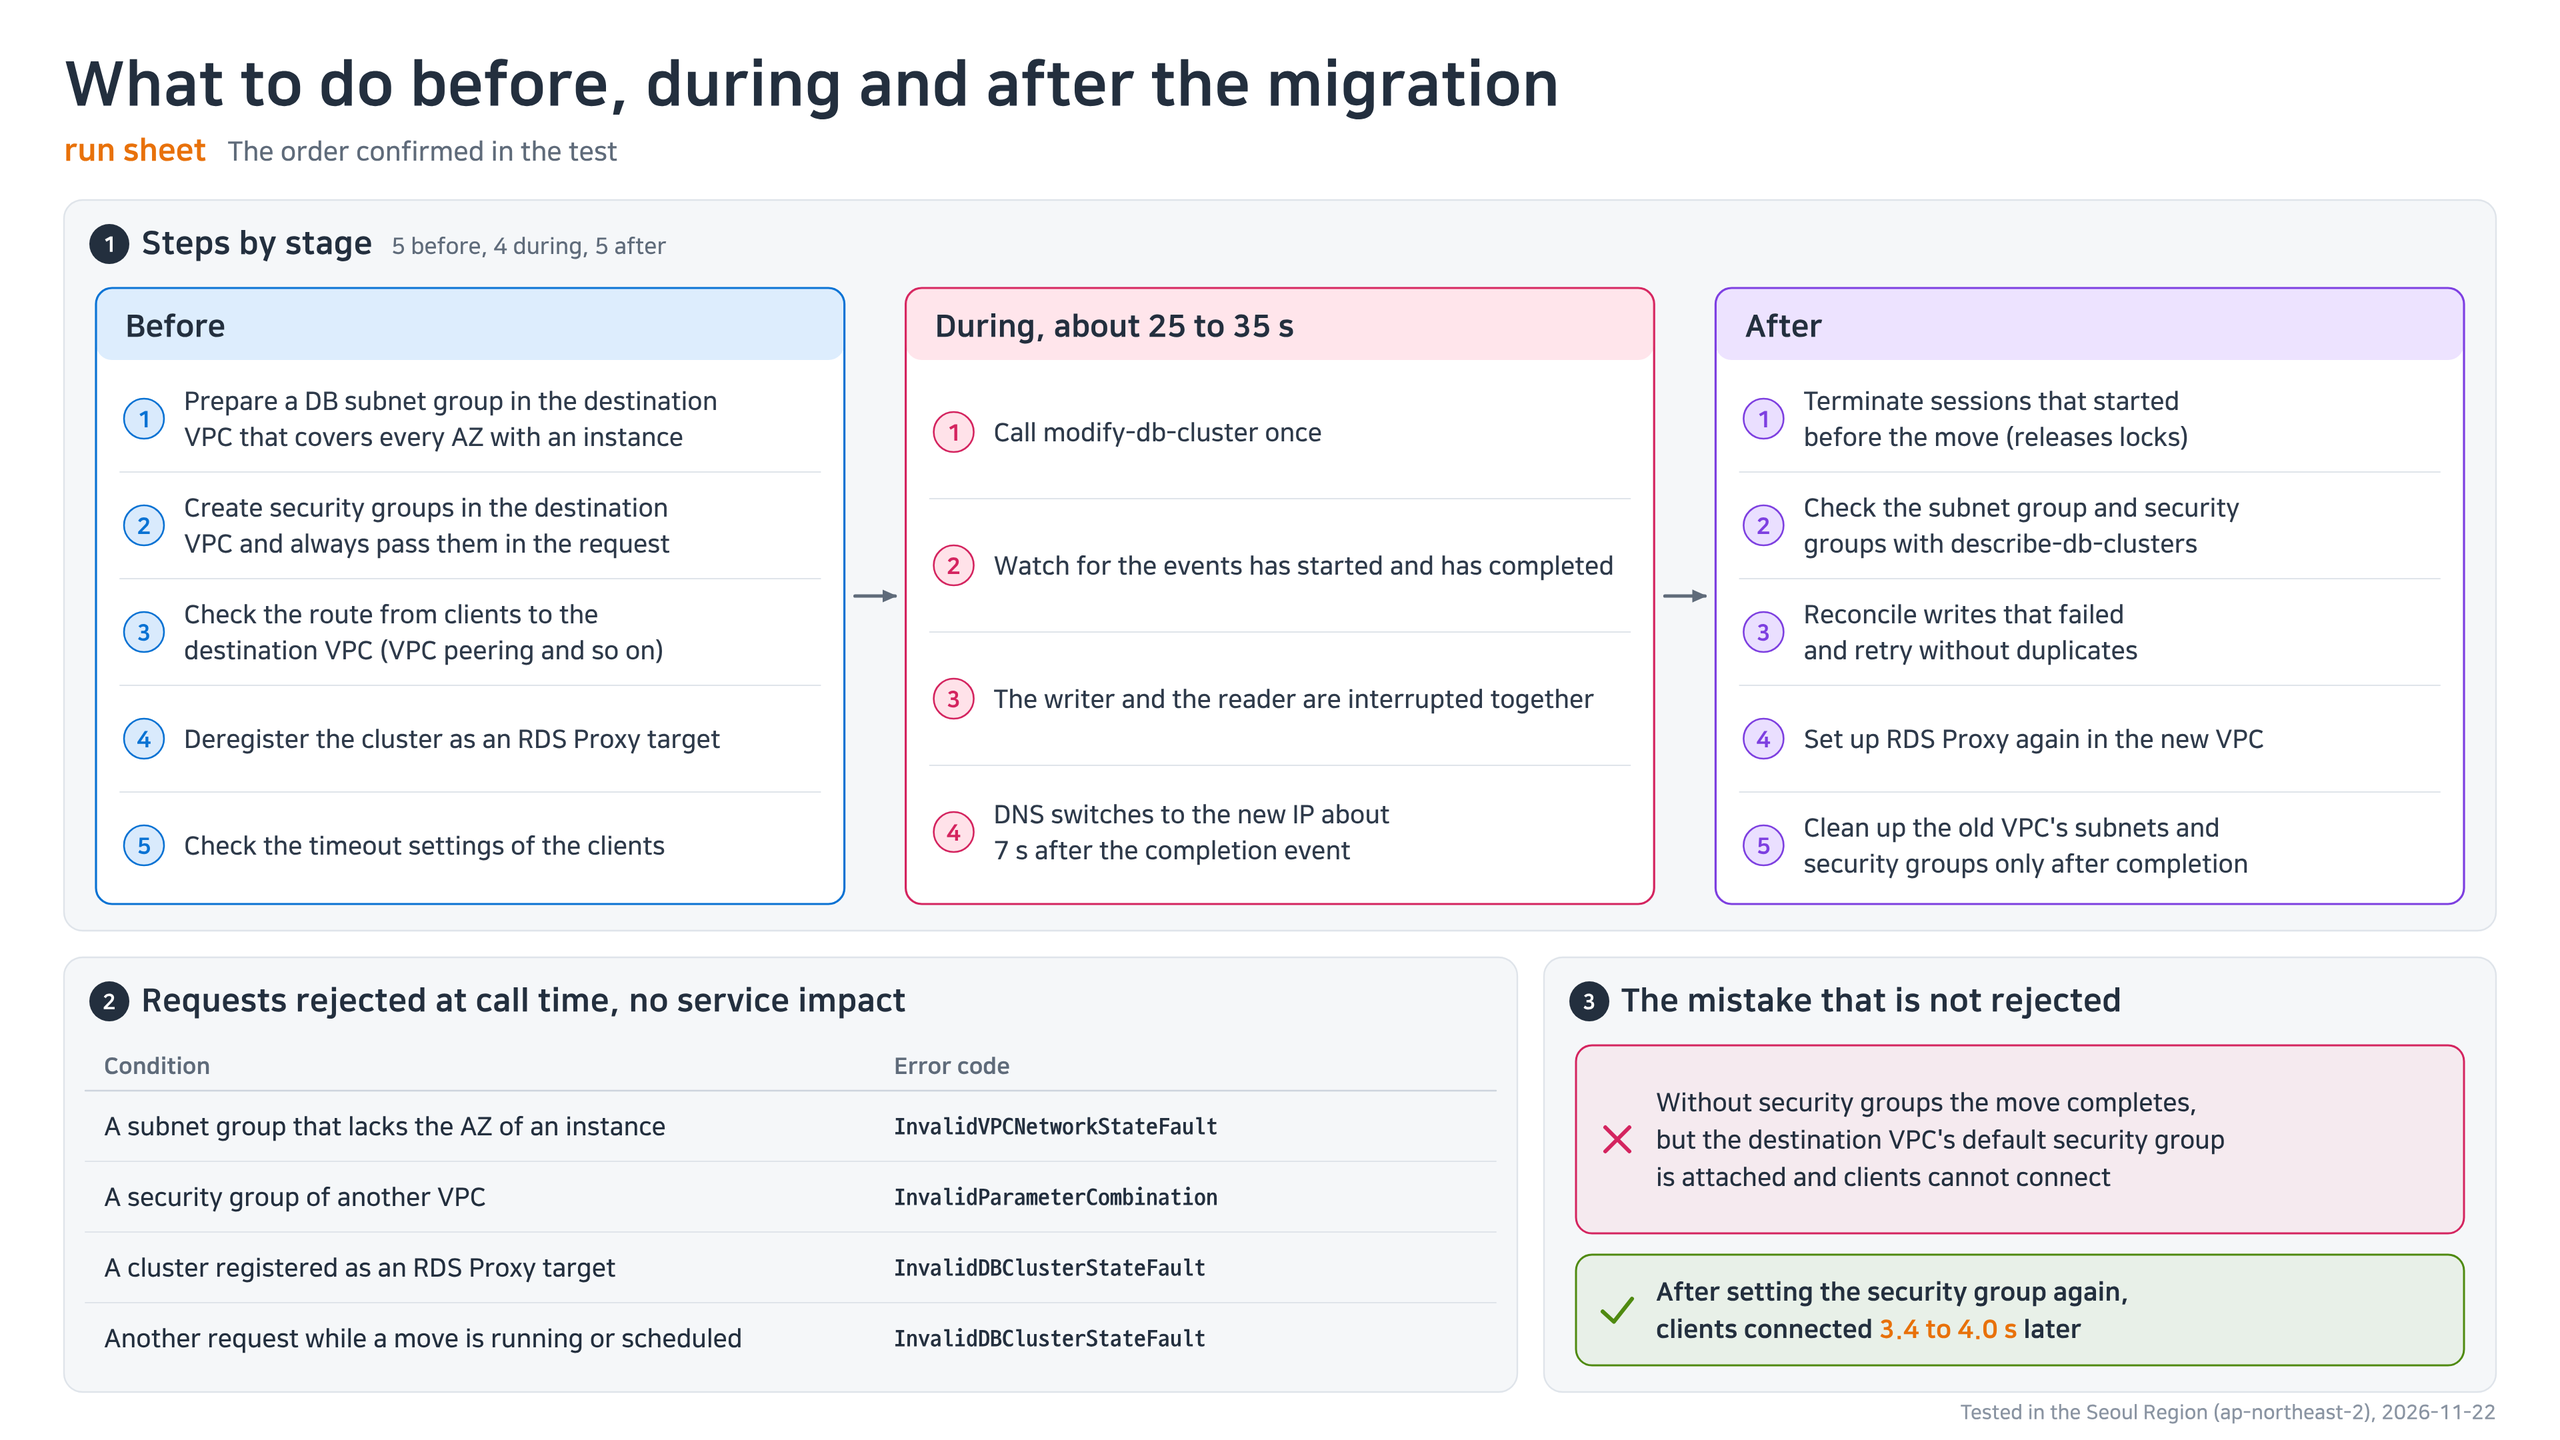 What to do before, during and after the migration
run sheet The order confirmed in the test
1 Steps by stage 5 before, 4 during, 5 after
Before
1 Prepare a DB subnet group in the destination
VPC that covers every AZ with an instance
2 Create security groups in the destination
VPC and always pass them in the request
3 Check the route from clients to the
destination VPC (VPC peering and so on)
4 Deregister the cluster as an RDS Proxy target
5 Check the timeout settings of the clients
During, about 25 to 35 s
1 Call modify-db-cluster once
2 Watch for the events has started and has completed
3 The writer and the reader are interrupted together
4 DNS switches to the new IP about
7 s after the completion event
After
1 Terminate sessions that started
before the move (releases locks)
2 Check the subnet group and security
groups with describe-db-clusters
3 Reconcile writes that failed
and retry without duplicates
4 Set up RDS Proxy again in the new VPC
5 Clean up the old VPC's subnets and
security groups only after completion
2 Requests rejected at call time, no service impact
Condition Error code
A subnet group that lacks the AZ of an instance InvalidVPCNetworkStateFault
A security group of another VPC InvalidParameterCombination
A cluster registered as an RDS Proxy target InvalidDBClusterStateFault
Another request while a move is running or scheduled InvalidDBClusterStateFault
3 The mistake that is not rejected
Without security groups the move completes,
but the destination VPC's default security group
is attached and clients cannot connect
After setting the security group again,
clients connected 3.4 to 4.0 s later
Tested in the Seoul Region (ap-northeast-2), 2026-11-22